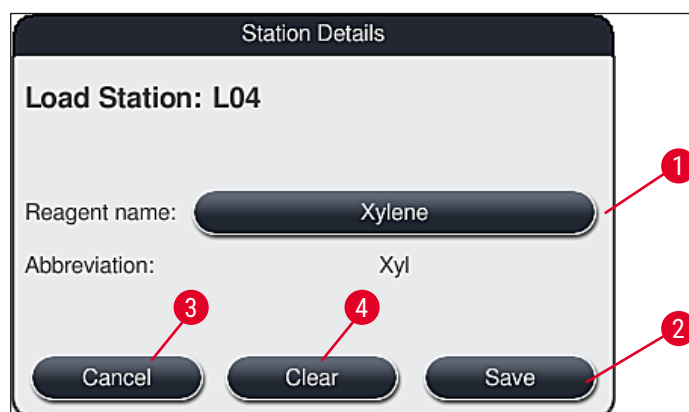 Station Details
Load Station: L04
1
Reagent name: Xylene
Abbreviation: Xyl
3 4 2
Cancel Clear Save